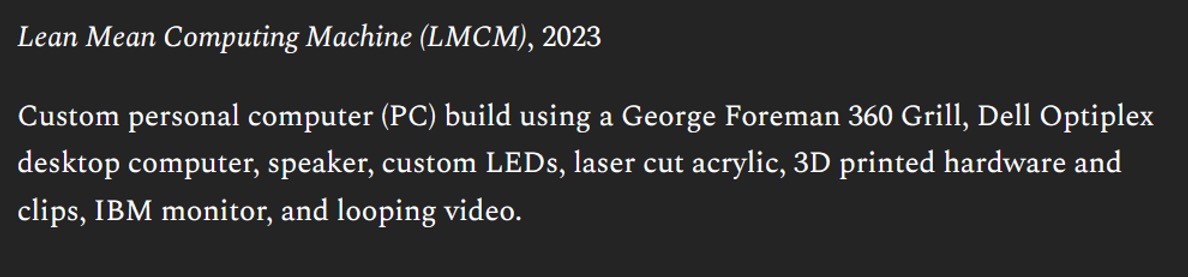 Lean Mean Computing Machine (LMCM), 2023
Custom personal computer (PC) build using a George Foreman 360 Grill, Dell Optiplex
desktop computer, speaker, custom LEDs, laser cut acrylic, 3D printed hardware and
clips, IBM monitor, and looping video.